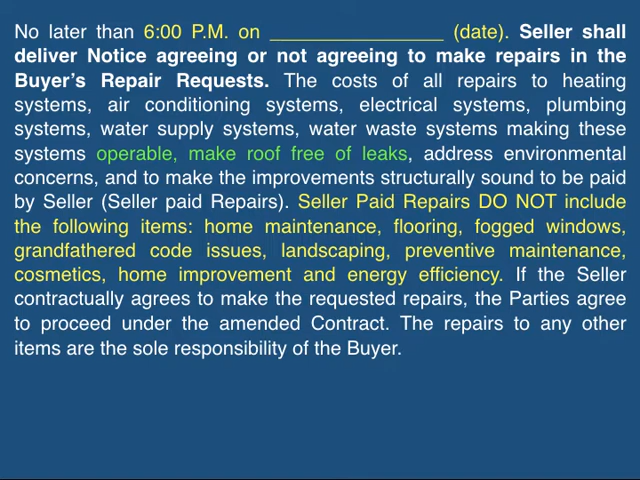 No later than 6:00 P.M. on ________________ (date). Seller shall
deliver Notice agreeing or not agreeing to make repairs in the
Buyer's Repair Requests. The costs of all repairs to heating
systems, air conditioning systems, electrical systems, plumbing
systems, water supply systems, water waste systems making these
systems operable, make roof free of leaks, address environmental
concerns, and to make the improvements structurally sound to be paid
by Seller (Seller paid Repairs). Seller Paid Repairs DO NOT include
the following items: home maintenance, flooring, fogged windows,
grandfathered code issues, landscaping, preventive maintenance,
cosmetics, home improvement and energy efficiency. If the Seller
contractually agrees to make the requested repairs, the Parties agree
to proceed under the amended Contract. The repairs to any other
items are the sole responsibility of the Buyer.